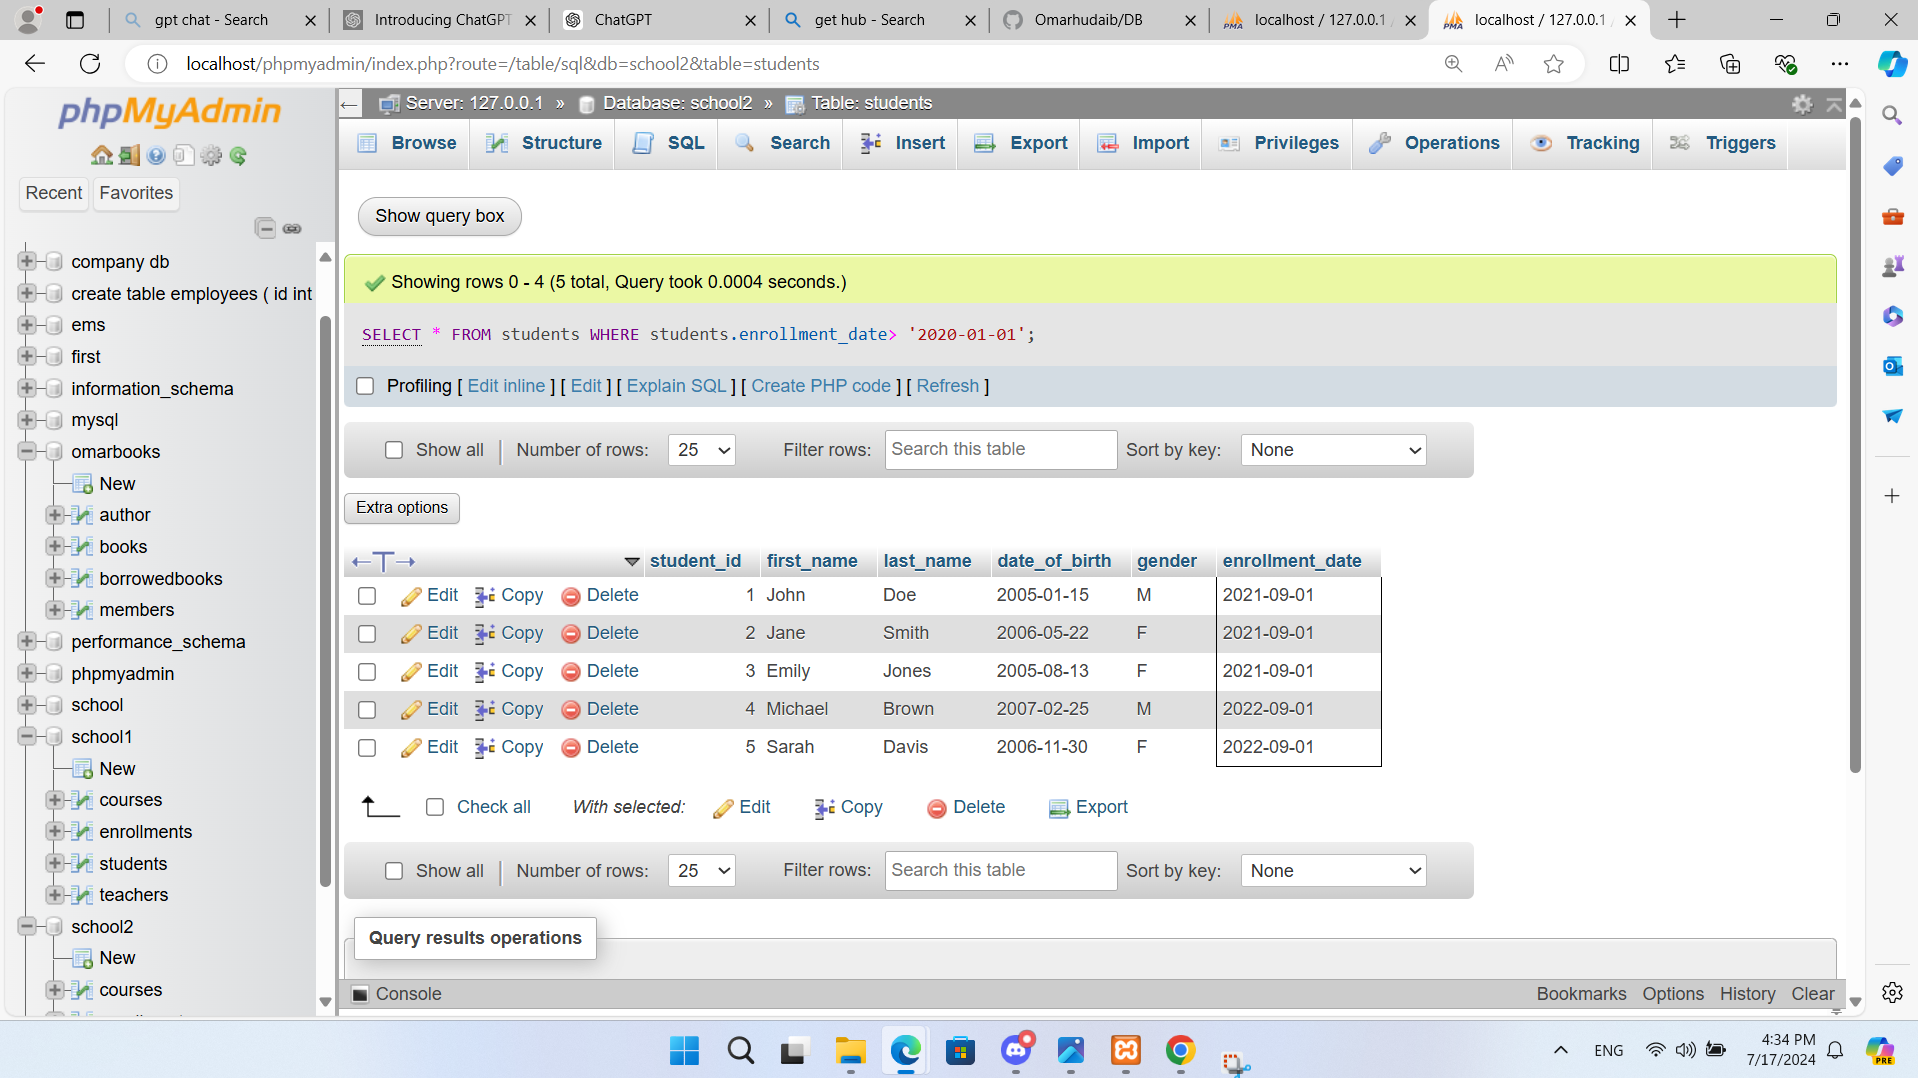 gpt chat - Search
Introducing ChatGPT
ChatGPT
get hub - Search
Omarhudaib/DB
localhost / 127.0.0.1 /
localhost / 127.0.0.1 /
localhost/phpmyadmin/index.php?route=/table/sql&db=school2&table=students
phpMyAdmin
Recent
Favorites
company db
create table employees ( id int
ems
first
information_schema
mysql
omarbooks
New
author
books
borrowedbooks
members
performance_schema
phpmyadmin
school
school1
New
courses
enrollments
students
teachers
school2
New
courses
Server: 127.0.0.1 » Database: school2 » Table: students
Browse Structure SQL Search Insert Export Import Privileges Operations Tracking Triggers
Show query box
Showing rows 0 - 4 (5 total, Query took 0.0004 seconds.)
SELECT * FROM students WHERE students.enrollment_date> '2020-01-01';
Profiling [ Edit inline ] [ Edit ] [ Explain SQL ] [ Create PHP code ] [ Refresh ]
Show all | Number of rows: 25 Filter rows: Search this table Sort by key: None
Extra options
student_id first_name last_name date_of_birth gender enrollment_date
Edit Copy Delete 1 John Doe 2005-01-15 M 2021-09-01
Edit Copy Delete 2 Jane Smith 2006-05-22 F 2021-09-01
Edit Copy Delete 3 Emily Jones 2005-08-13 F 2021-09-01
Edit Copy Delete 4 Michael Brown 2007-02-25 M 2022-09-01
Edit Copy Delete 5 Sarah Davis 2006-11-30 F 2022-09-01
Check all With selected: Edit Copy Delete Export
Show all | Number of rows: 25 Filter rows: Search this table Sort by key: None
Query results operations
Console
Bookmarks Options History Clear
ENG
4:34 PM
7/17/2024
PRE